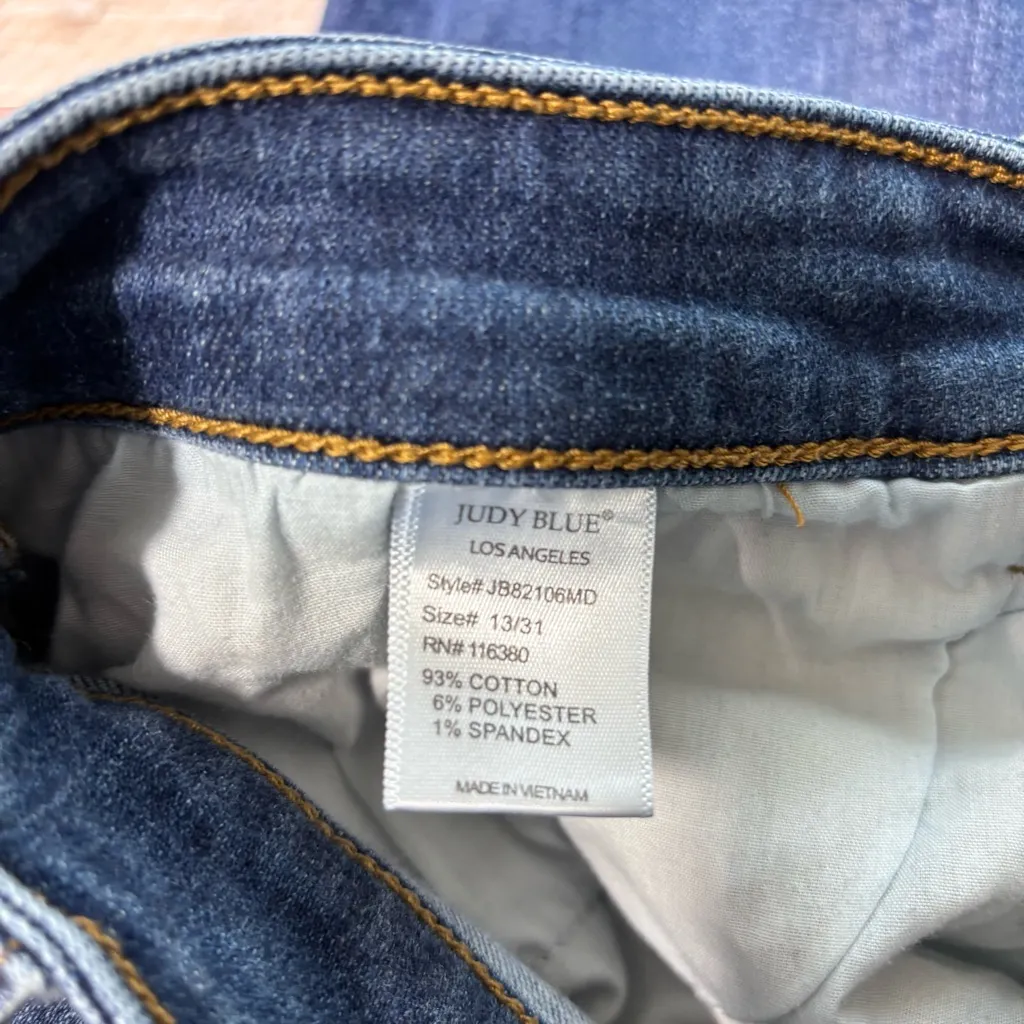 JUDY BLUE®
LOS ANGELES
Style# JB82106MD
Size# 13/31
RN# 116380
93% COTTON
6% POLYESTER
1% SPANDEX
MADE IN VIETNAM